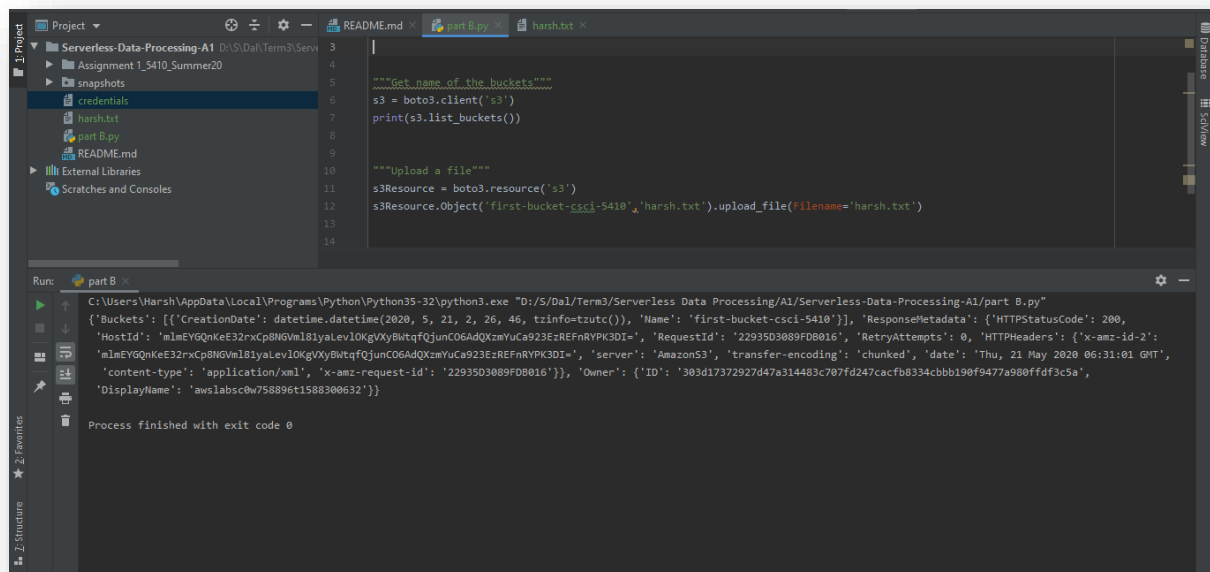 Project
README.md
part B.py
harsh.txt
1: Project
Serverless-Data-Processing-A1 D:\S\Dal\Term3\Serve
Assignment 1_5410_Summer20
snapshots
credentials
harsh.txt
part B.py
README.md
External Libraries
Scratches and Consoles
3
4
5 """Get name of the buckets"""
6 s3 = boto3.client('s3')
7 print(s3.list_buckets())
8
9
10 """Upload a file"""
11 s3Resource = boto3.resource('s3')
12 s3Resource.Object('first-bucket-csci-5410','harsh.txt').upload_file(Filename='harsh.txt')
13
14
Database
SciView
Run: part B
C:\Users\Harsh\AppData\Local\Programs\Python\Python35-32\python3.exe "D:/S/Dal/Term3/Serverless Data Processing/A1/Serverless-Data-Processing-A1/part B.py"
{'Buckets': [{'CreationDate': datetime.datetime(2020, 5, 21, 2, 26, 46, tzinfo=tzutc()), 'Name': 'first-bucket-csci-5410'}], 'ResponseMetadata': {'HTTPStatusCode': 200,
'HostId': 'mlmEYGQnKeE32rxCp8NGVml81yaLevlOKgVXyBWtqfQjunCO6AdQXzmYuCa923EzREFnRYPK3DI=', 'RequestId': '22935D3089FDB016', 'RetryAttempts': 0, 'HTTPHeaders': {'x-amz-id-2':
'mlmEYGQnKeE32rxCp8NGVml81yaLevlOKgVXyBWtqfQjunCO6AdQXzmYuCa923EzREFnRYPK3DI=', 'server': 'AmazonS3', 'transfer-encoding': 'chunked', 'date': 'Thu, 21 May 2020 06:31:01 GMT',
'content-type': 'application/xml', 'x-amz-request-id': '22935D3089FDB016'}}, 'Owner': {'ID': '303d17372927d47a314483c707fd247cacfb8334cbbb190f9477a980ffdf3c5a',
'DisplayName': 'awslabsc0w758896t1588300632'}}
Process finished with exit code 0
2: Favorites
7: Structure